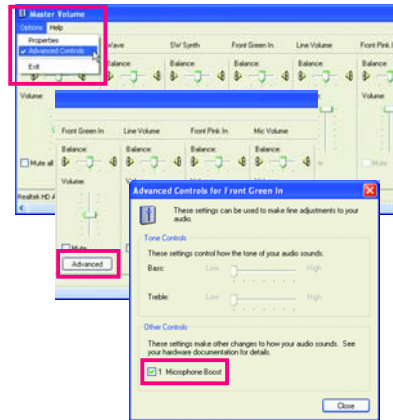 Master Volume
Options Help
Properties
Advanced Controls
Exit
Wave
SW Synth
Front Green In
Line Volume
Front Pink I
Balance:
Balance:
Balance:
Balance:
Balance:
Volume:
Volume:
Mute all
Mute
Realtek HD A
Front Green In
Line Volume
Front Pink In
Mic Volume
Balance:
Balance:
Balance:
Balance:
Volume:
Mute
Advanced
Advanced Controls for Front Green In
These settings can be used to make fine adjustments to your
audio.
Tone Controls
These settings control how the tone of your audio sounds.
Bass: Low High
Treble: Low High
Other Controls
These settings make other changes to how your audio sounds. See
your hardware documentation for details.
1 Microphone Boost
Close